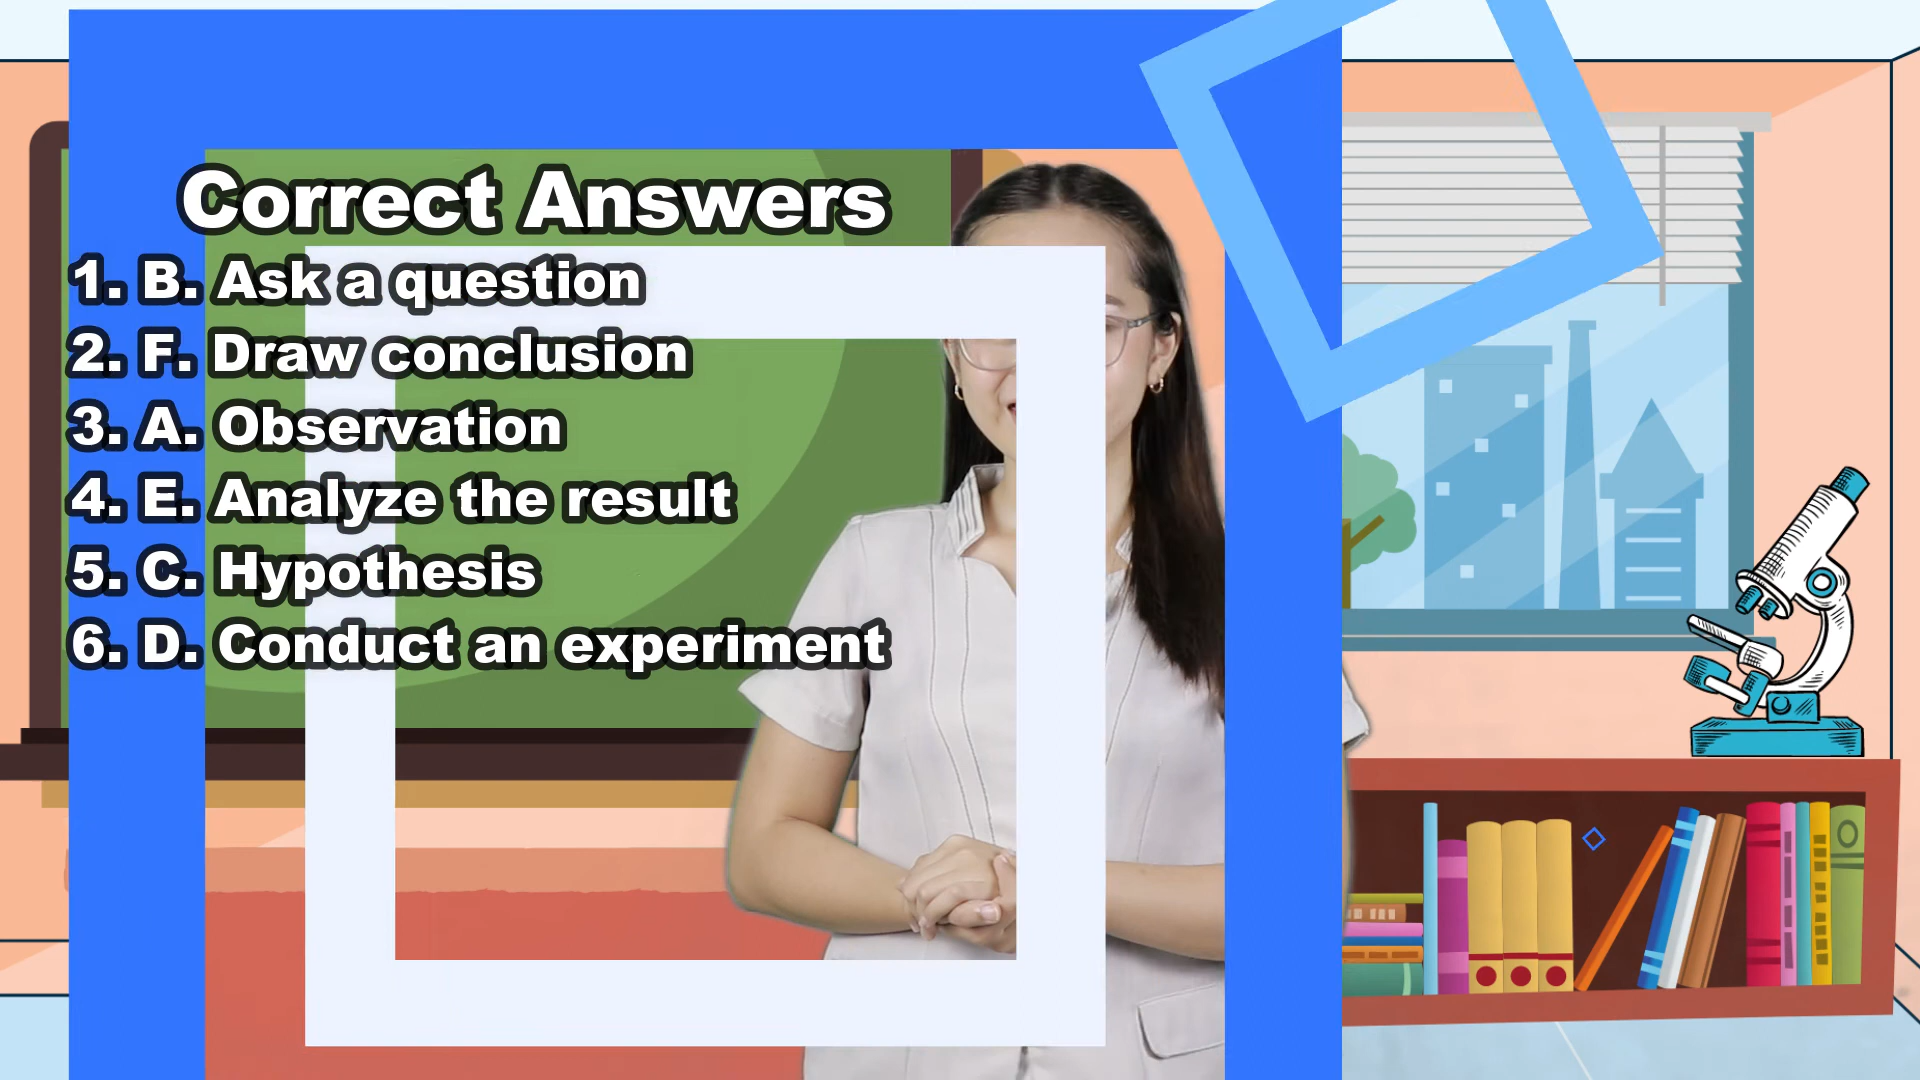 Correct Answers
1. B. Ask a question
2. F. Draw conclusion
3. A. Observation
4. E. Analyze the result
5. C. Hypothesis
6. D. Conduct an experiment